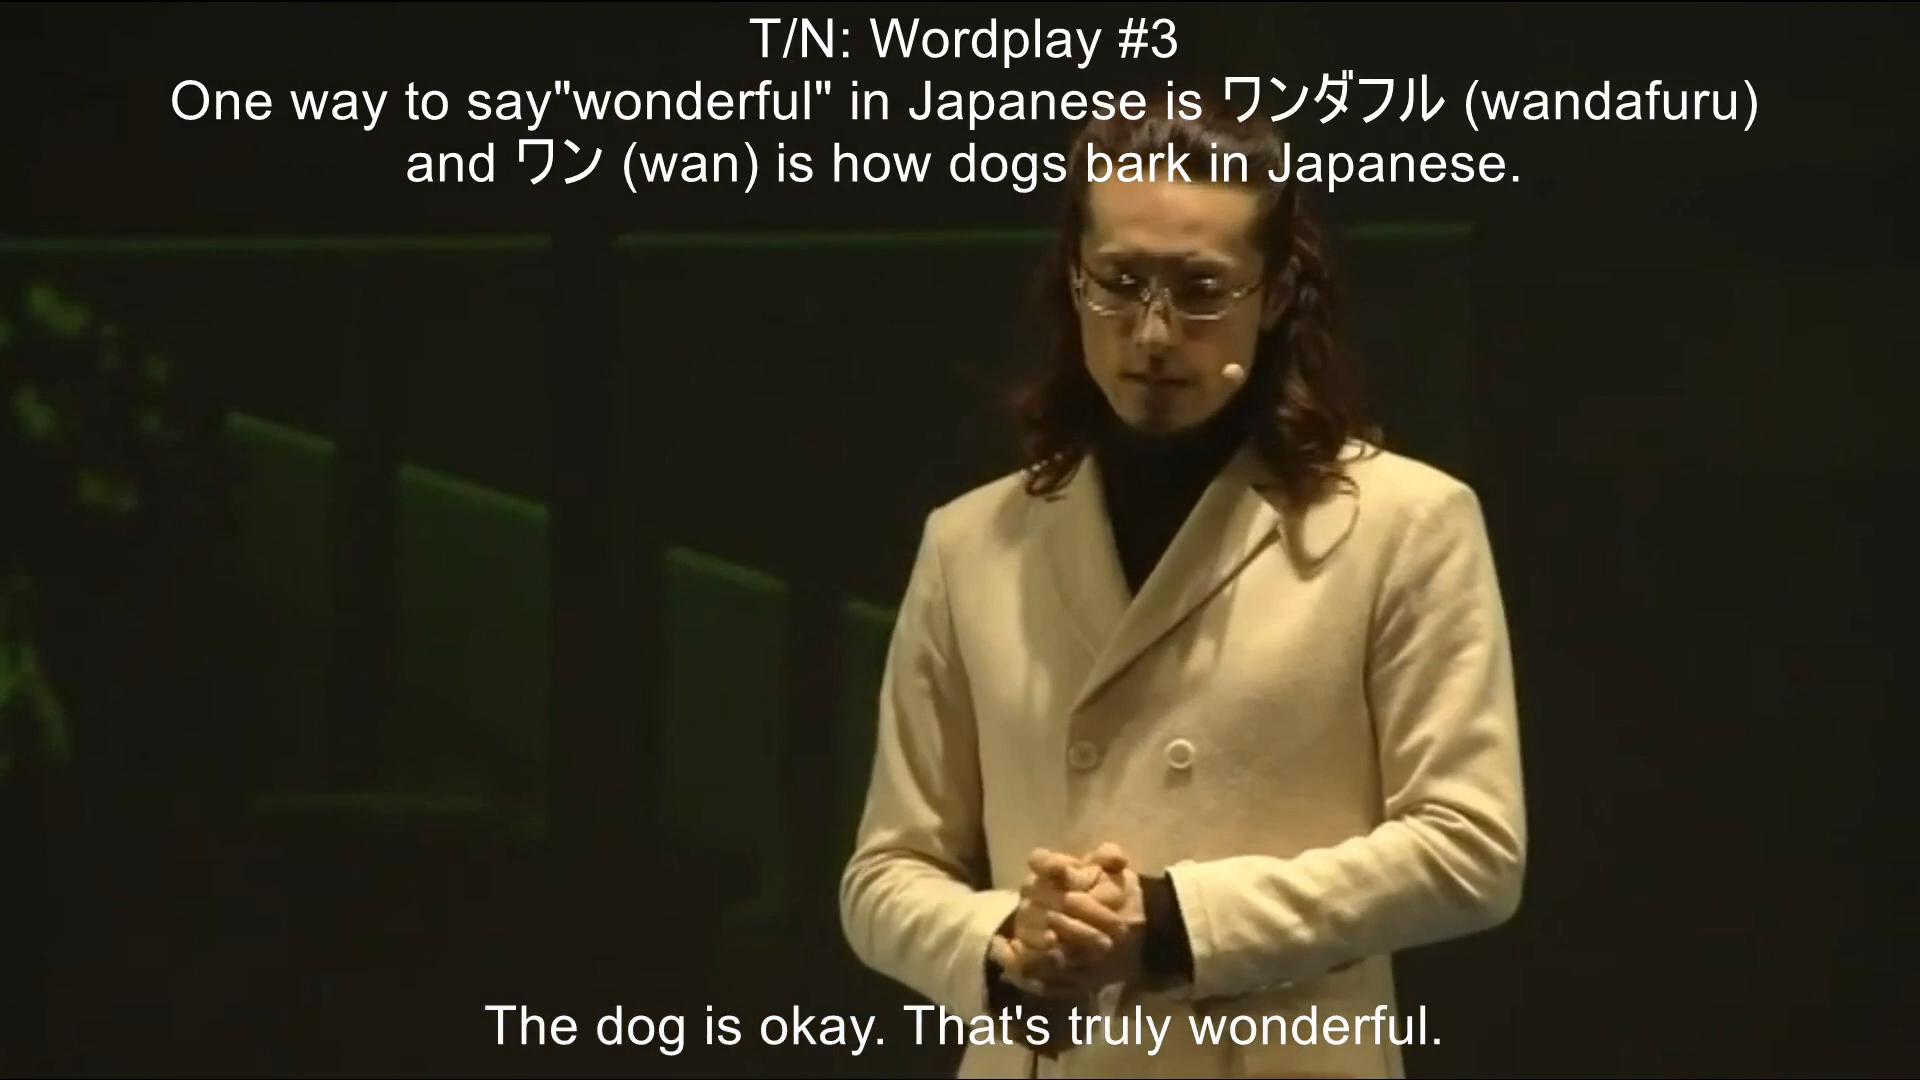 T/N: Wordplay #3
One way to say"wonderful" in Japanese is ワンダフル (wandafuru)
and ワン (wan) is how dogs bark in Japanese.
The dog is okay. That's truly wonderful.